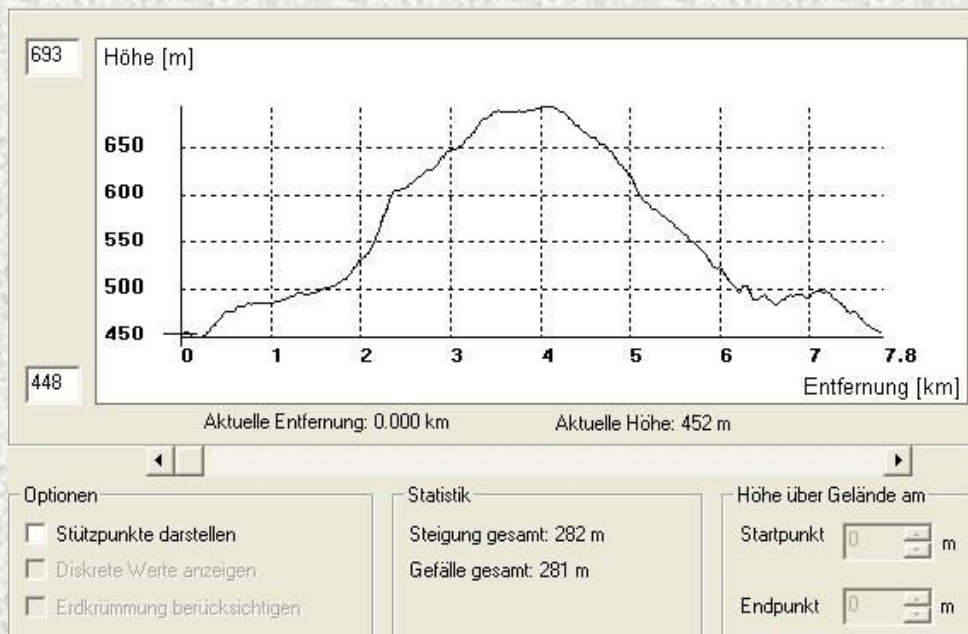 693
Höhe [m]
650
600
550
500
450
0 1 2 3 4 5 6 7 7.8
448
Entfernung [km]
Aktuelle Entfernung: 0.000 km Aktuelle Höhe: 452 m
Optionen
Stützpunkte darstellen
Diskrete Werte anzeigen
Erdkrümmung berücksichtigen
Statistik
Steigung gesamt: 282 m
Gefälle gesamt: 281 m
Höhe über Gelände am
Startpunkt 0 m
Endpunkt 0 m